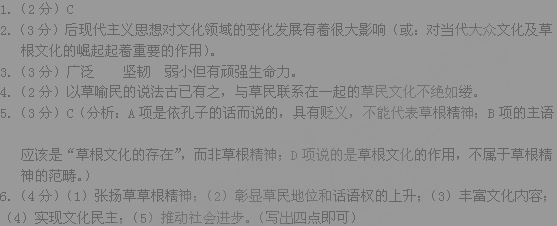 1.（2分）C
2.（3分）后现代主义思想对文化领域的变化发展有着很大影响（或：对当代大众文化及草
根文化的崛起起着重要的作用）。
3.（3分）广泛  坚韧  弱小但有顽强生命力。
4.（2分）以草喻民的说法古已有之，与草民联系在一起的草民文化不绝如缕。
5.（3分）C（分析：A项是依孔子的话而说的，具有贬义，不能代表草根精神；B项的主语
应该是“草根文化的存在”，而非草根精神；D项说的是草根文化的作用，不属于草根精
神的范畴。）
6.（4分）（1）张扬草草根精神；（2）彰显草民地位和话语权的上升；（3）丰富文化内容；
（4）实现文化民主；（5）推动社会进步。（写出四点即可）